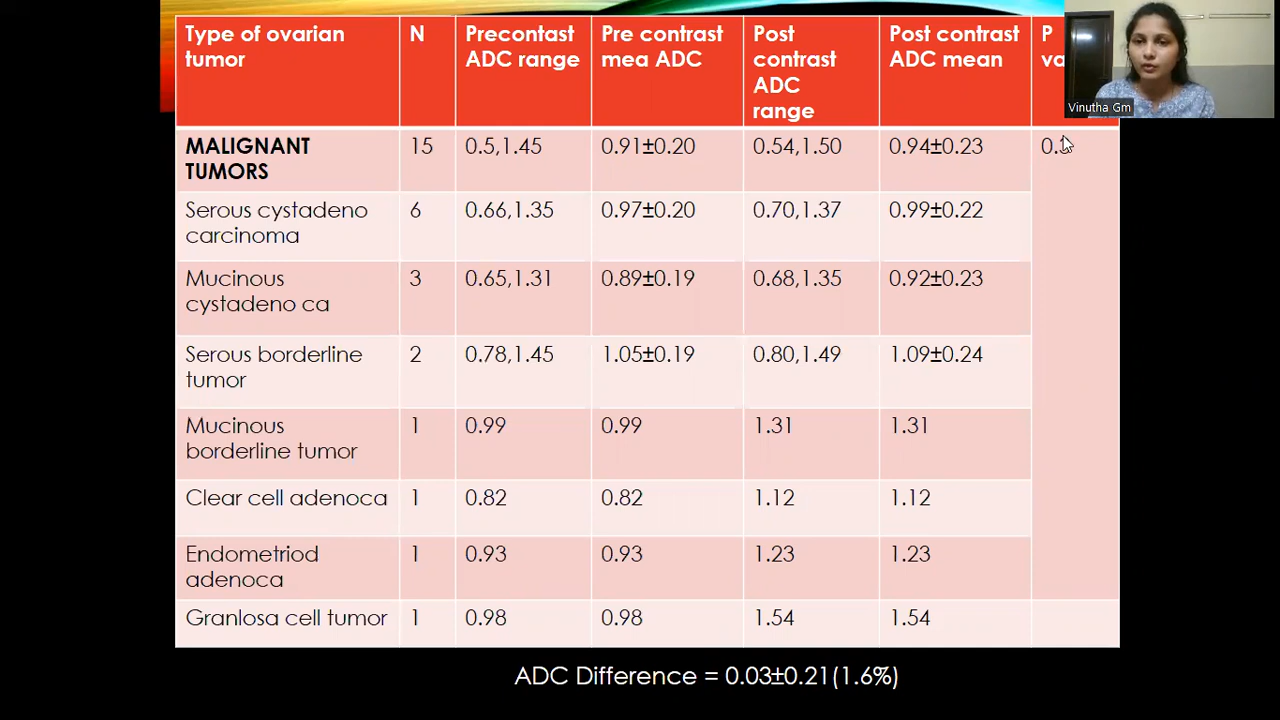 Type of ovarian tumor | N | Precontast ADC range | Pre contrast mea ADC | Post contrast ADC range | Post contrast ADC mean | P
Vinutha Gm
MALIGNANT TUMORS | 15 | 0.5,1.45 | 0.91±0.20 | 0.54,1.50 | 0.94±0.23
Serous cystadeno carcinoma | 6 | 0.66,1.35 | 0.97±0.20 | 0.70,1.37 | 0.99±0.22
Mucinous cystadeno ca | 3 | 0.65,1.31 | 0.89±0.19 | 0.68,1.35 | 0.92±0.23
Serous borderline tumor | 2 | 0.78,1.45 | 1.05±0.19 | 0.80,1.49 | 1.09±0.24
Mucinous borderline tumor | 1 | 0.99 | 0.99 | 1.31 | 1.31
Clear cell adenoca | 1 | 0.82 | 0.82 | 1.12 | 1.12
Endometriod adenoca | 1 | 0.93 | 0.93 | 1.23 | 1.23
Granlosa cell tumor | 1 | 0.98 | 0.98 | 1.54 | 1.54
ADC Difference = 0.03±0.21(1.6%)